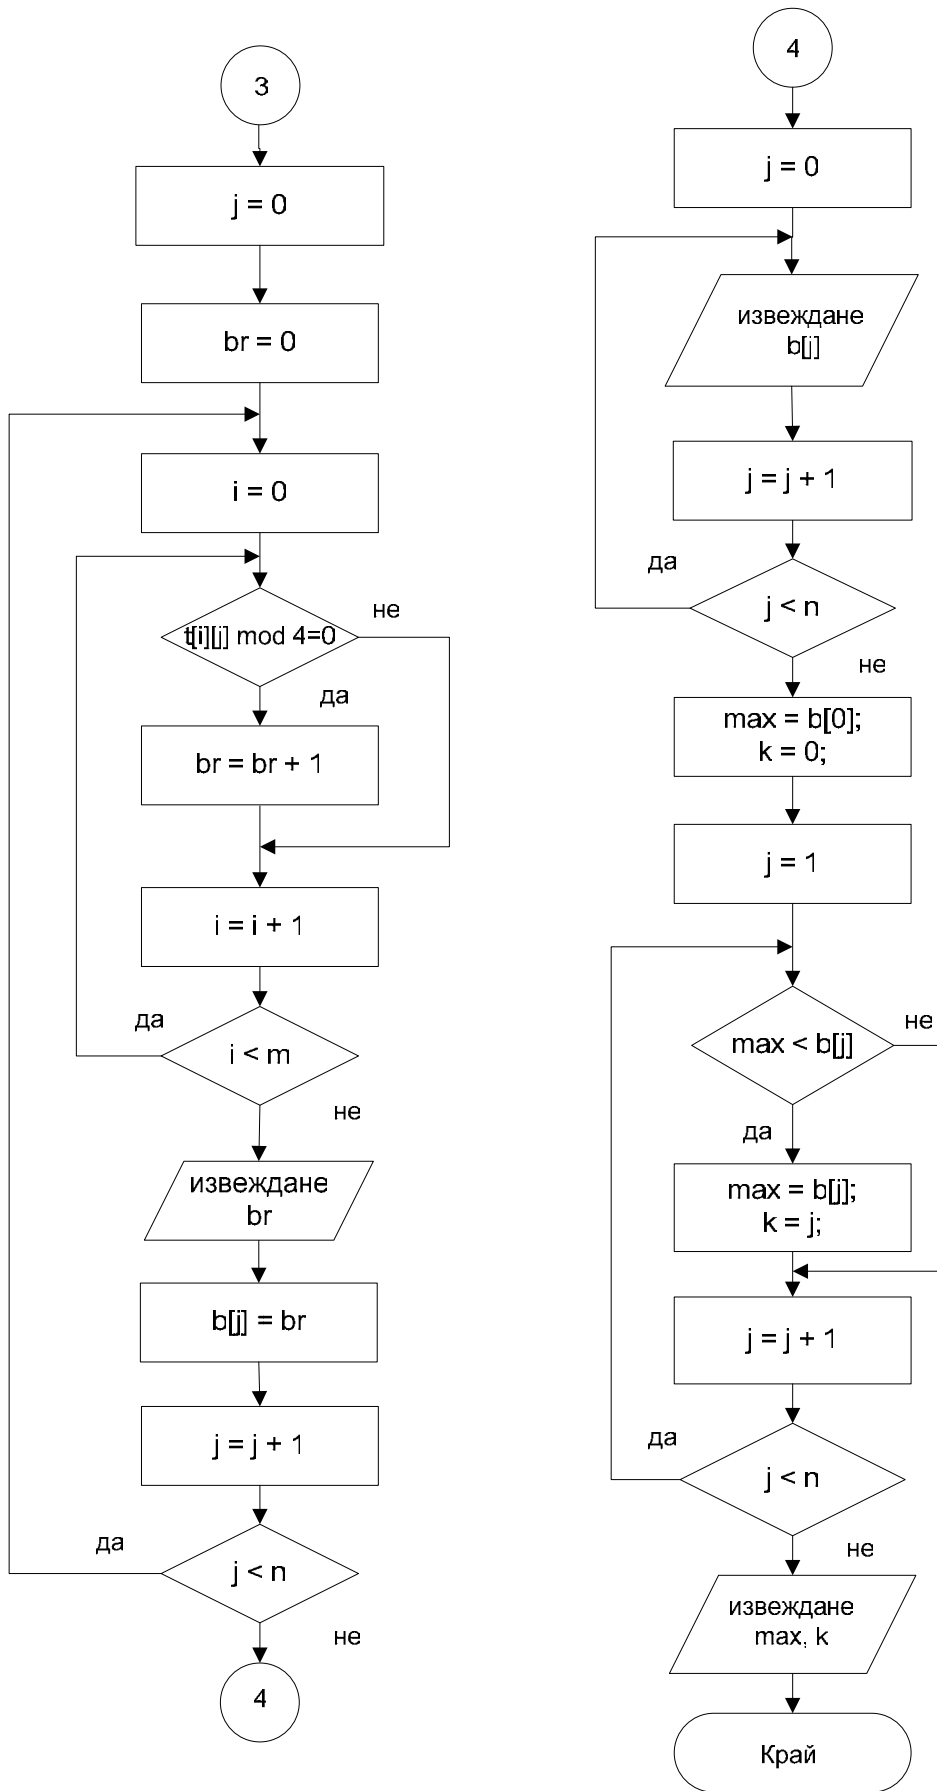 3
j = 0
br = 0
i = 0
t[i][j] mod 4=0
не
да
br = br + 1
i = i + 1
да
i < m
не
извеждане
br
b[j] = br
j = j + 1
да
j < n
не
4
4
j = 0
извеждане
b[j]
j = j + 1
да
j < n
не
max = b[0];
k = 0;
j = 1
не
max < b[j]
да
max = b[j];
k = j;
j = j + 1
да
j < n
не
извеждане
max, k
Край